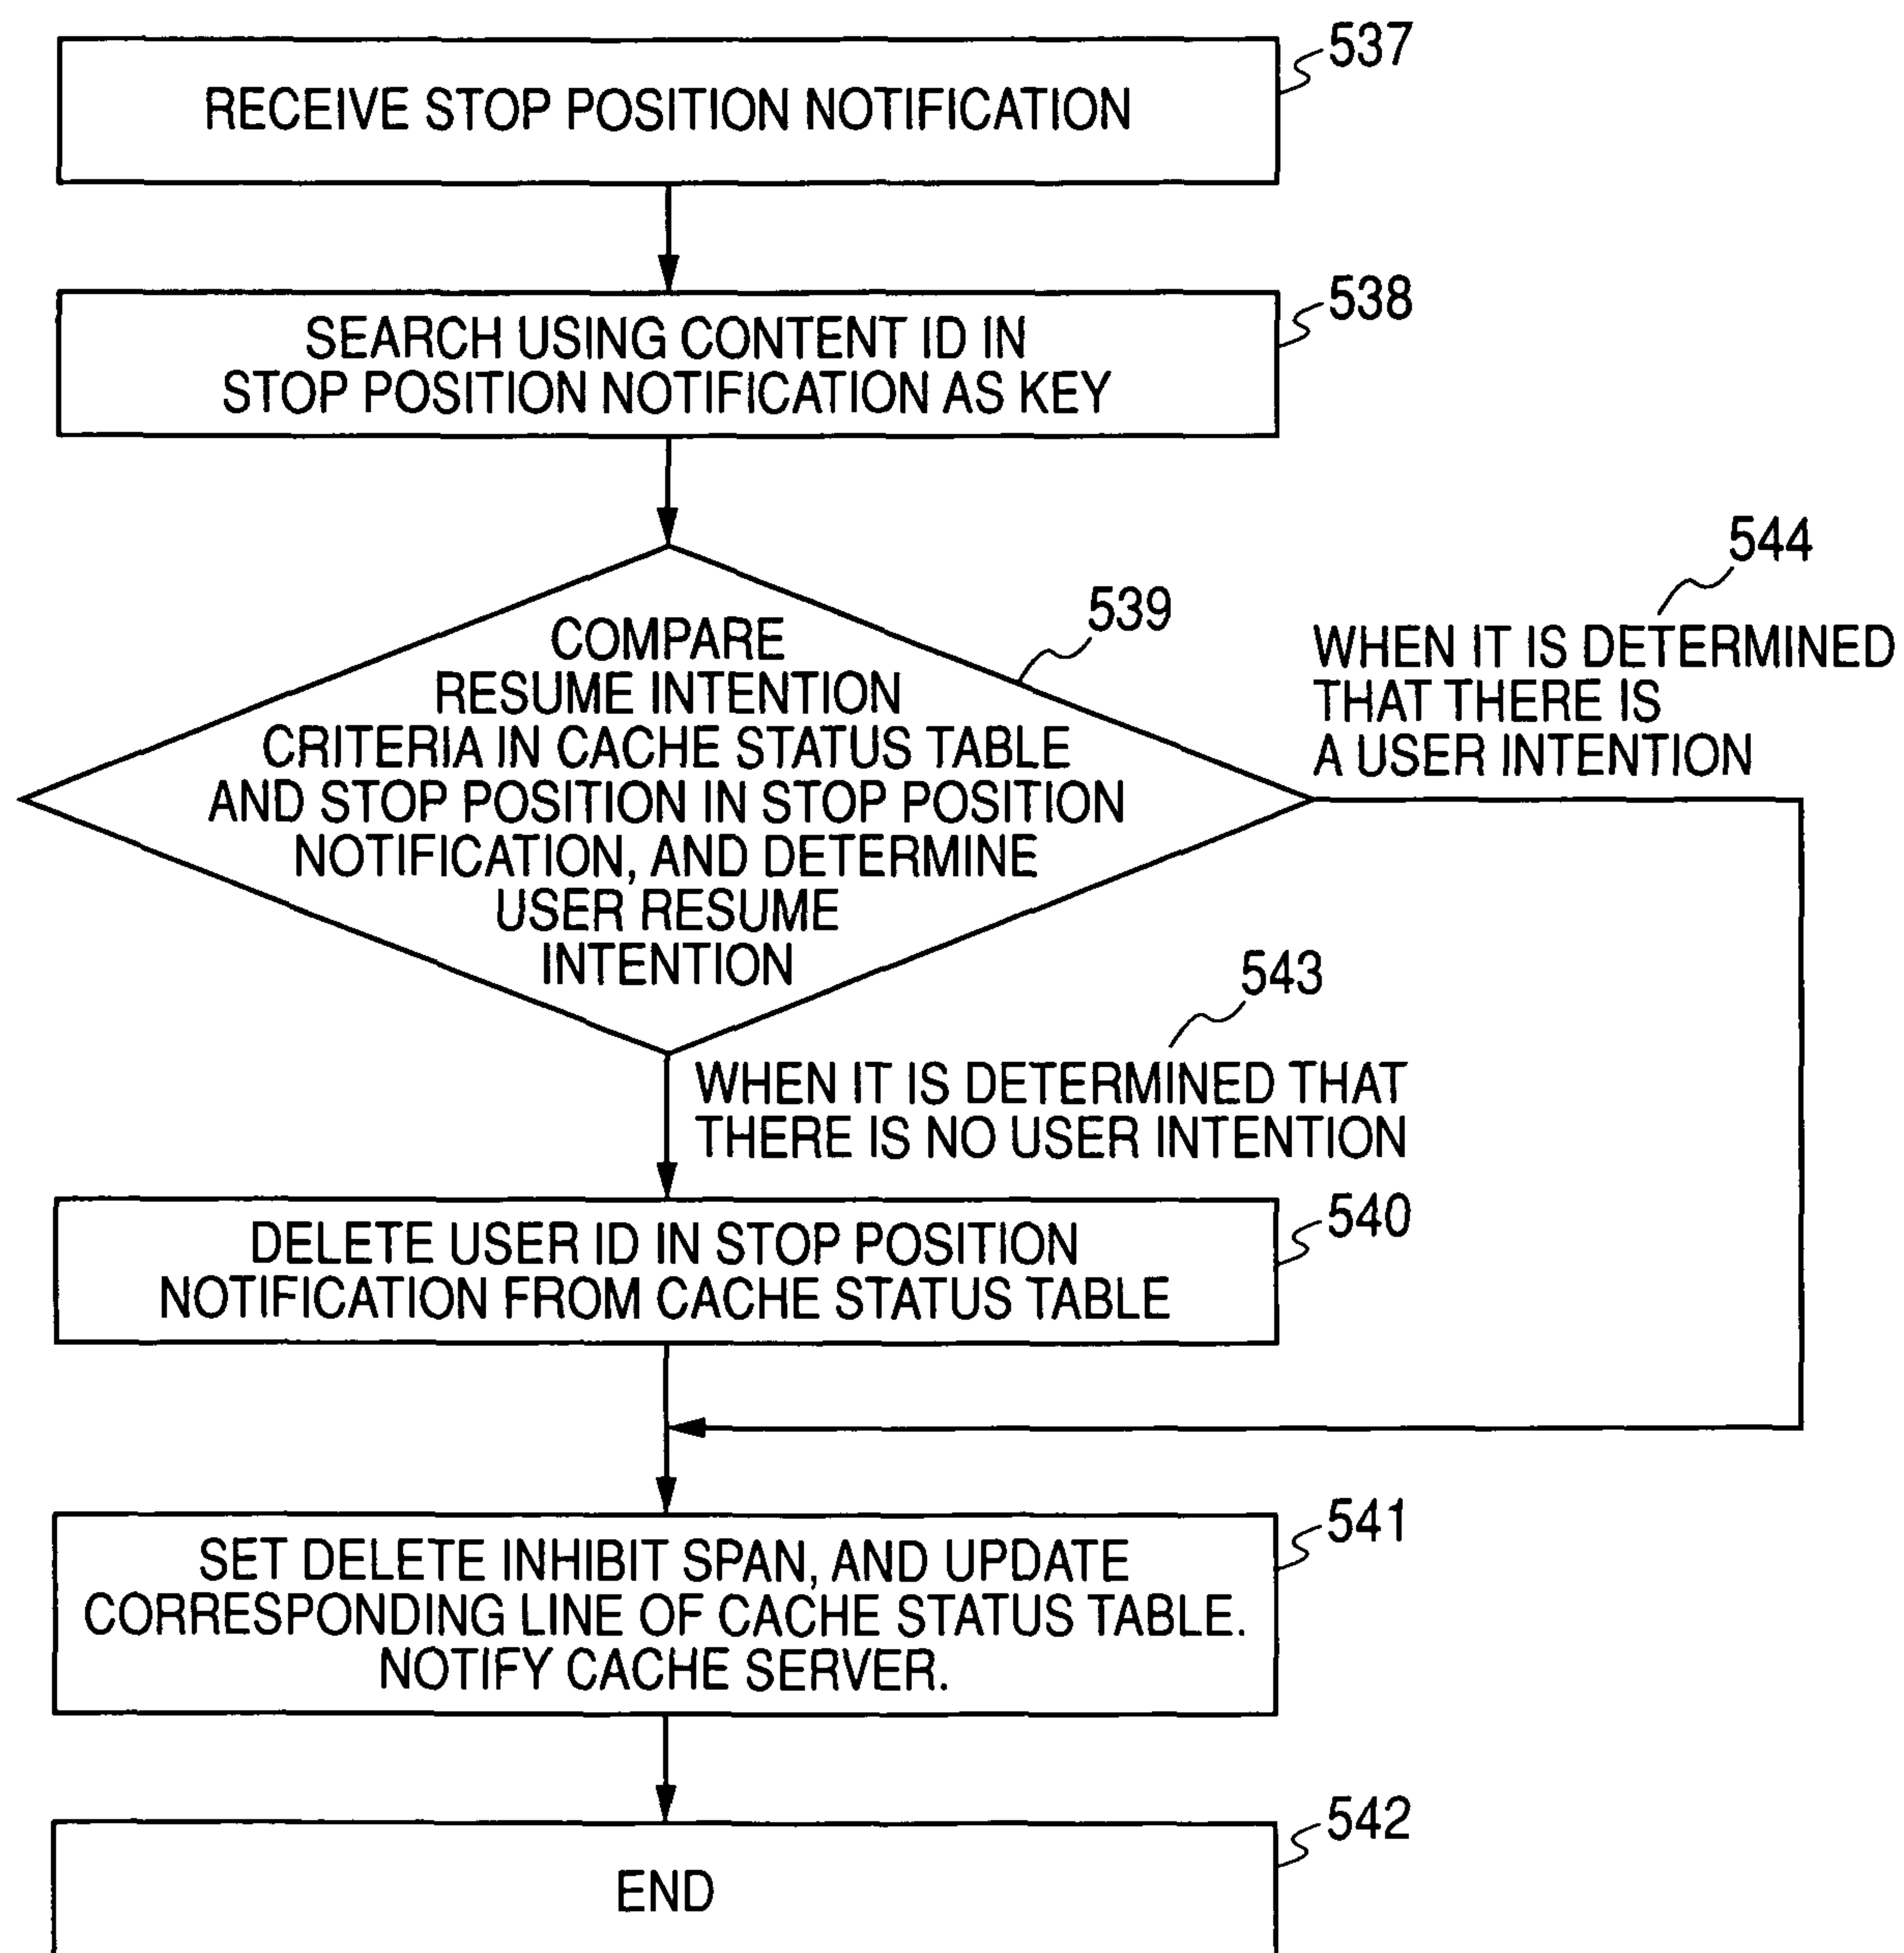 537
RECEIVE STOP POSITION NOTIFICATION
538
SEARCH USING CONTENT ID IN
STOP POSITION NOTIFICATION AS KEY
544
539
WHEN IT IS DETERMINED
THAT THERE IS
A USER INTENTION
COMPARE
RESUME INTENTION
CRITERIA IN CACHE STATUS TABLE
AND STOP POSITION IN STOP POSITION
NOTIFICATION, AND DETERMINE
USER RESUME
INTENTION
543
WHEN IT IS DETERMINED THAT
THERE IS NO USER INTENTION
540
DELETE USER ID IN STOP POSITION
NOTIFICATION FROM CACHE STATUS TABLE
541
SET DELETE INHIBIT SPAN, AND UPDATE
CORRESPONDING LINE OF CACHE STATUS TABLE.
NOTIFY CACHE SERVER.
542
END